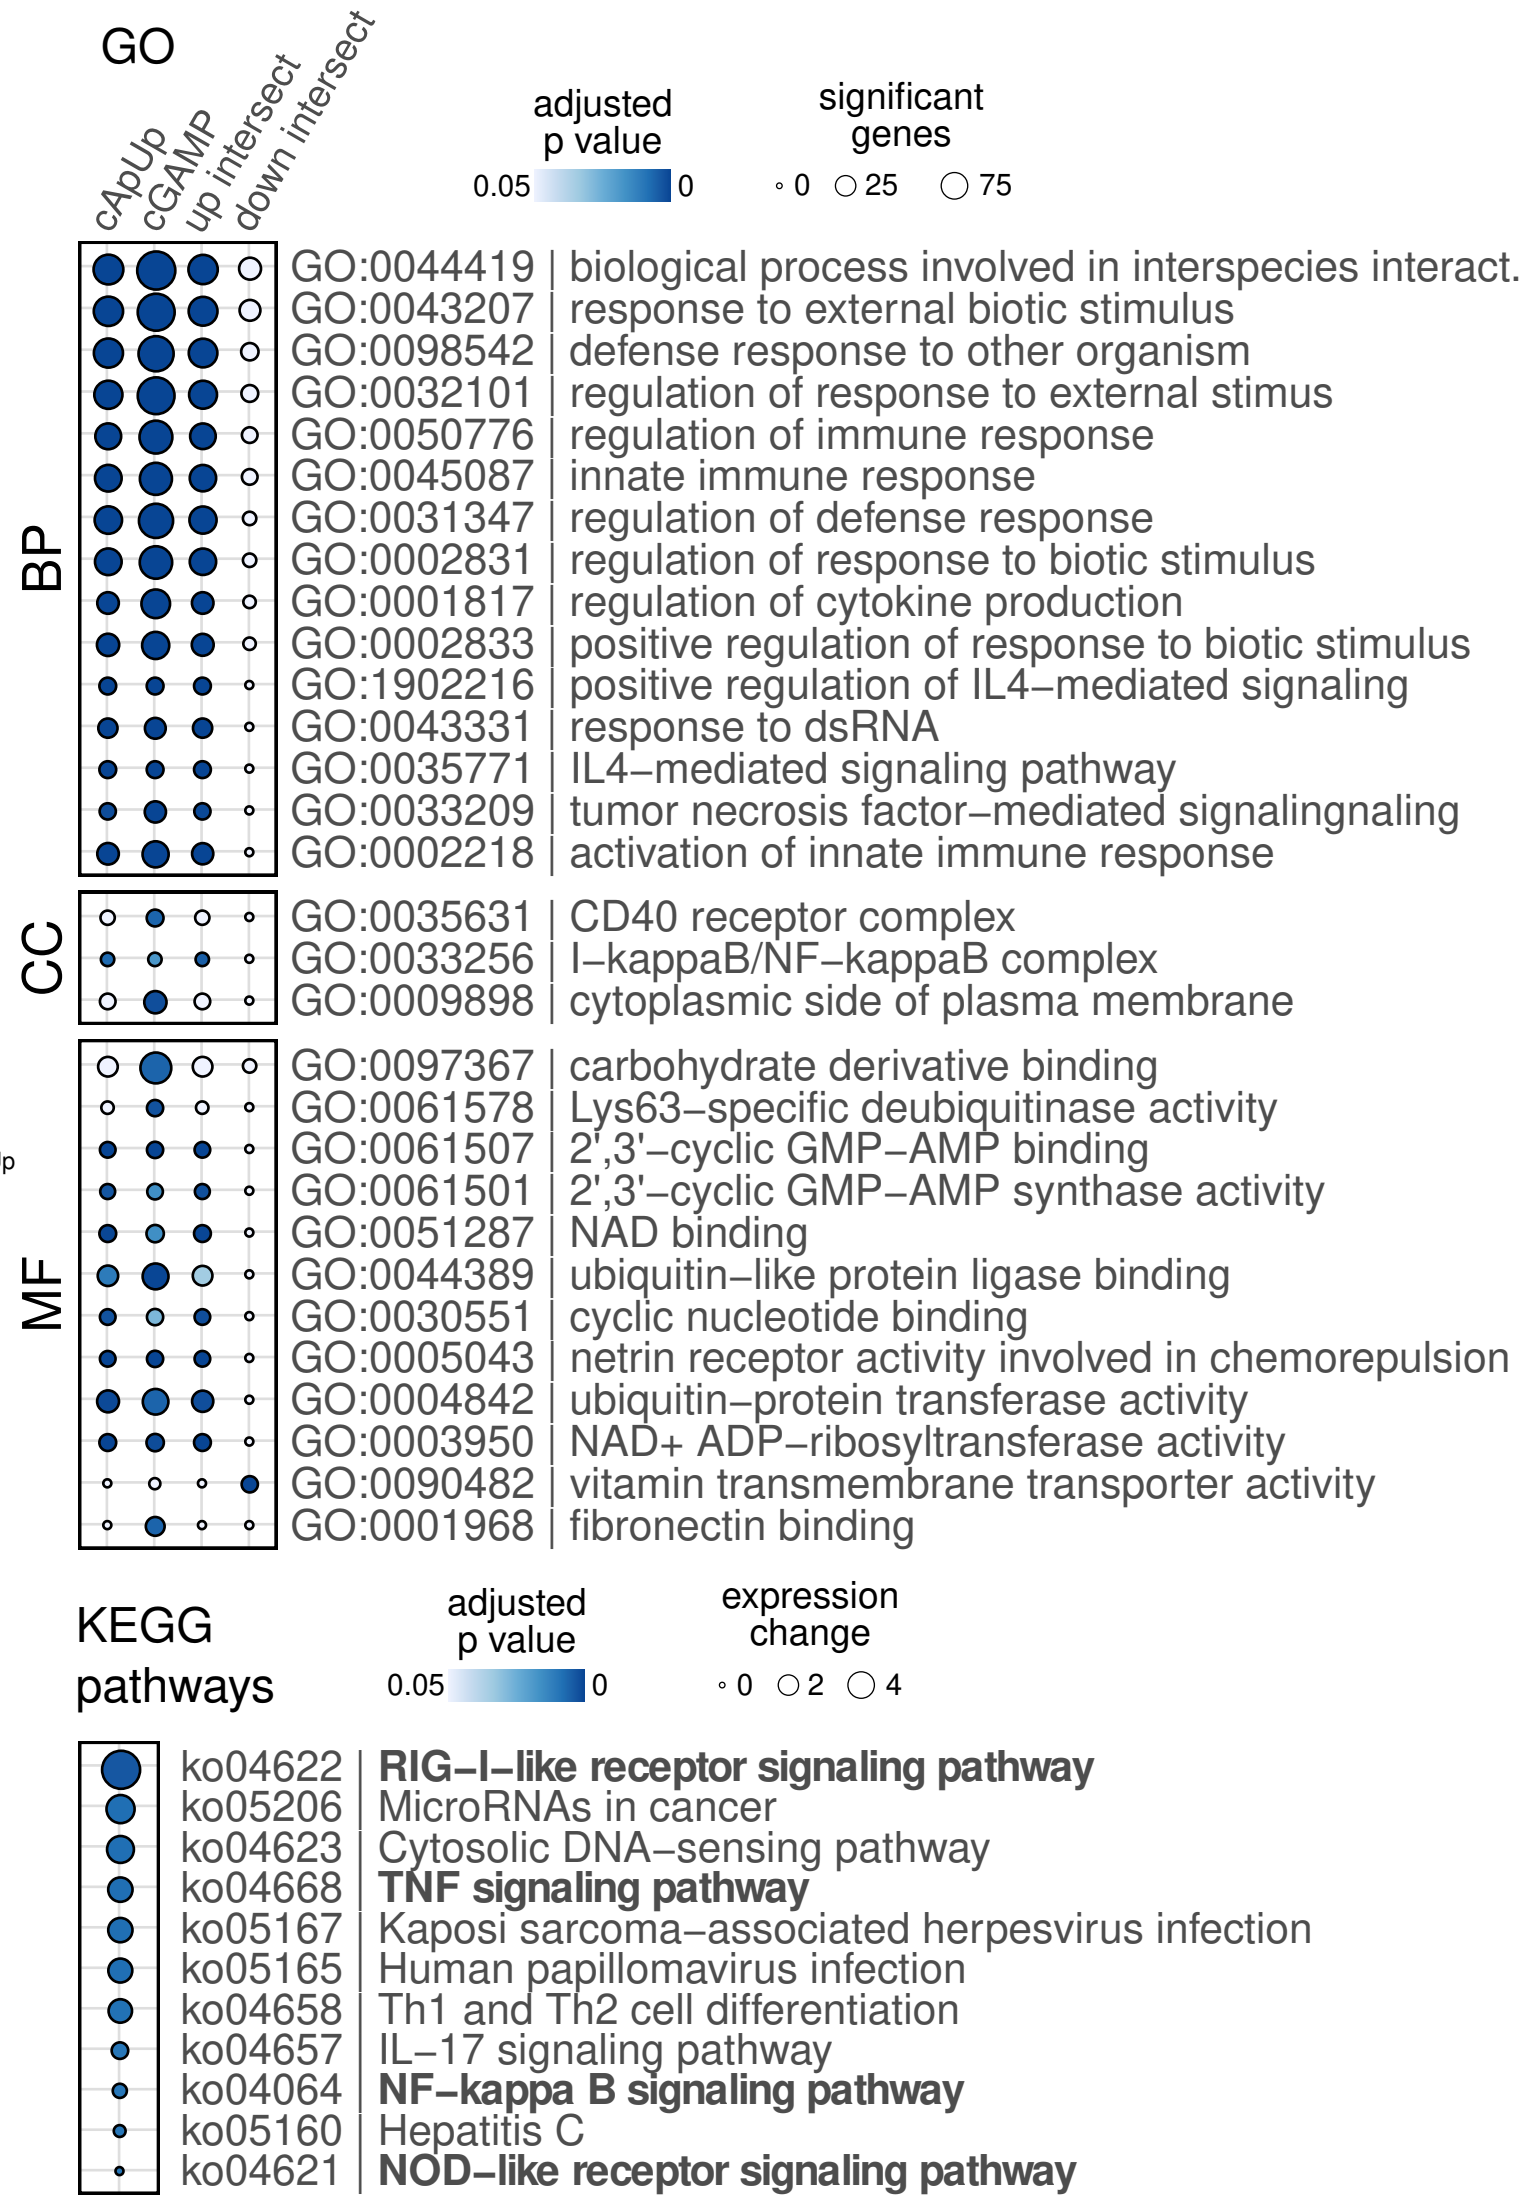 GO
cApUp
cGAMP
up intersect
down intersect
adjusted
p value
0.05
0
significant
genes
0 25 75
BP
GO:0044419 | biological process involved in interspecies interact.
GO:0043207 | response to external biotic stimulus
GO:0098542 | defense response to other organism
GO:0032101 | regulation of response to external stimus
GO:0050776 | regulation of immune response
GO:0045087 | innate immune response
GO:0031347 | regulation of defense response
GO:0002831 | regulation of response to biotic stimulus
GO:0001817 | regulation of cytokine production
GO:0002833 | positive regulation of response to biotic stimulus
GO:1902216 | positive regulation of IL4−mediated signaling
GO:0043331 | response to dsRNA
GO:0035771 | IL4−mediated signaling pathway
GO:0033209 | tumor necrosis factor−mediated signalingnaling
GO:0002218 | activation of innate immune response
CC
GO:0035631 | CD40 receptor complex
GO:0033256 | I−kappaB/NF−kappaB complex
GO:0009898 | cytoplasmic side of plasma membrane
MF
GO:0097367 | carbohydrate derivative binding
GO:0061578 | Lys63−specific deubiquitinase activity
GO:0061507 | 2',3'−cyclic GMP−AMP binding
GO:0061501 | 2',3'−cyclic GMP−AMP synthase activity
GO:0051287 | NAD binding
GO:0044389 | ubiquitin−like protein ligase binding
GO:0030551 | cyclic nucleotide binding
GO:0005043 | netrin receptor activity involved in chemorepulsion
GO:0004842 | ubiquitin−protein transferase activity
GO:0003950 | NAD+ ADP−ribosyltransferase activity
GO:0090482 | vitamin transmembrane transporter activity
GO:0001968 | fibronectin binding
KEGG
pathways
adjusted
p value
0.05
0
expression
change
0 2 4
ko04622 | RIG−I−like receptor signaling pathway
ko05206 | MicroRNAs in cancer
ko04623 | Cytosolic DNA−sensing pathway
ko04668 | TNF signaling pathway
ko05167 | Kaposi sarcoma−associated herpesvirus infection
ko05165 | Human papillomavirus infection
ko04658 | Th1 and Th2 cell differentiation
ko04657 | IL−17 signaling pathway
ko04064 | NF−kappa B signaling pathway
ko05160 | Hepatitis C
ko04621 | NOD−like receptor signaling pathway